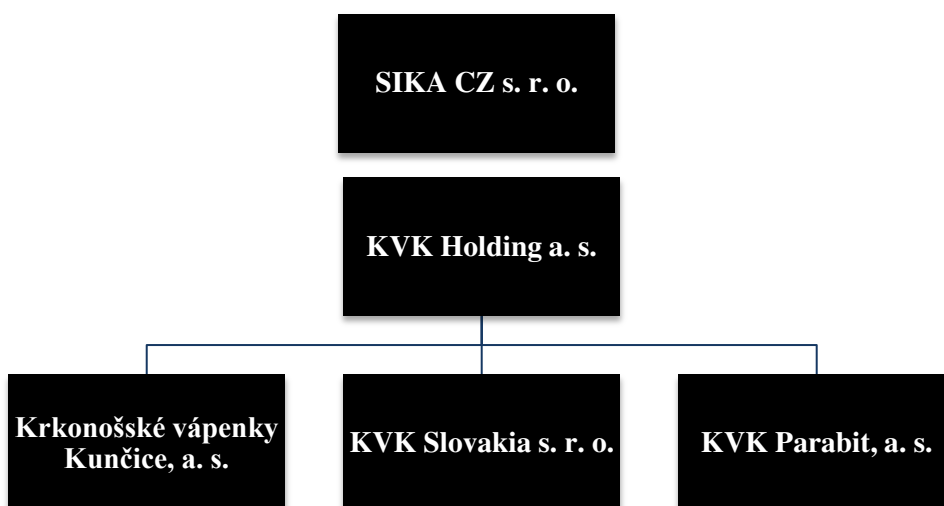 SIKA CZ s. r. o.
KVK Holding a. s.
Krkonošské vápenky
Kunčice, a. s.
KVK Slovakia s. r. o.
KVK Parabit, a. s.